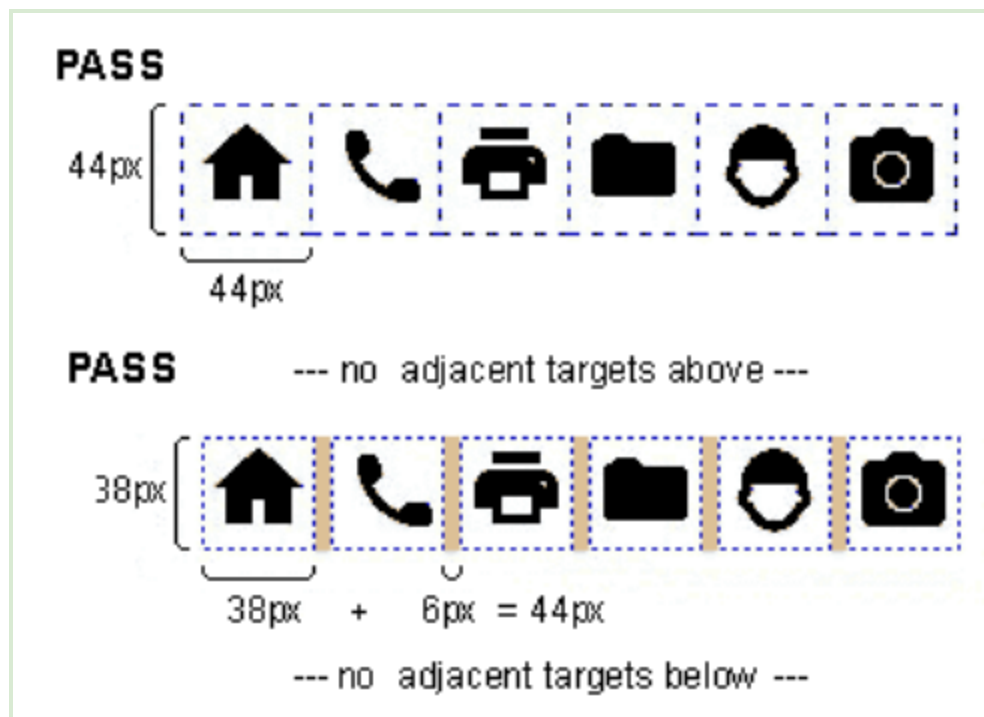 PASS
44px
44px
PASS --- no adjacent targets above ---
38px
38px + 6px = 44px
--- no adjacent targets below ---